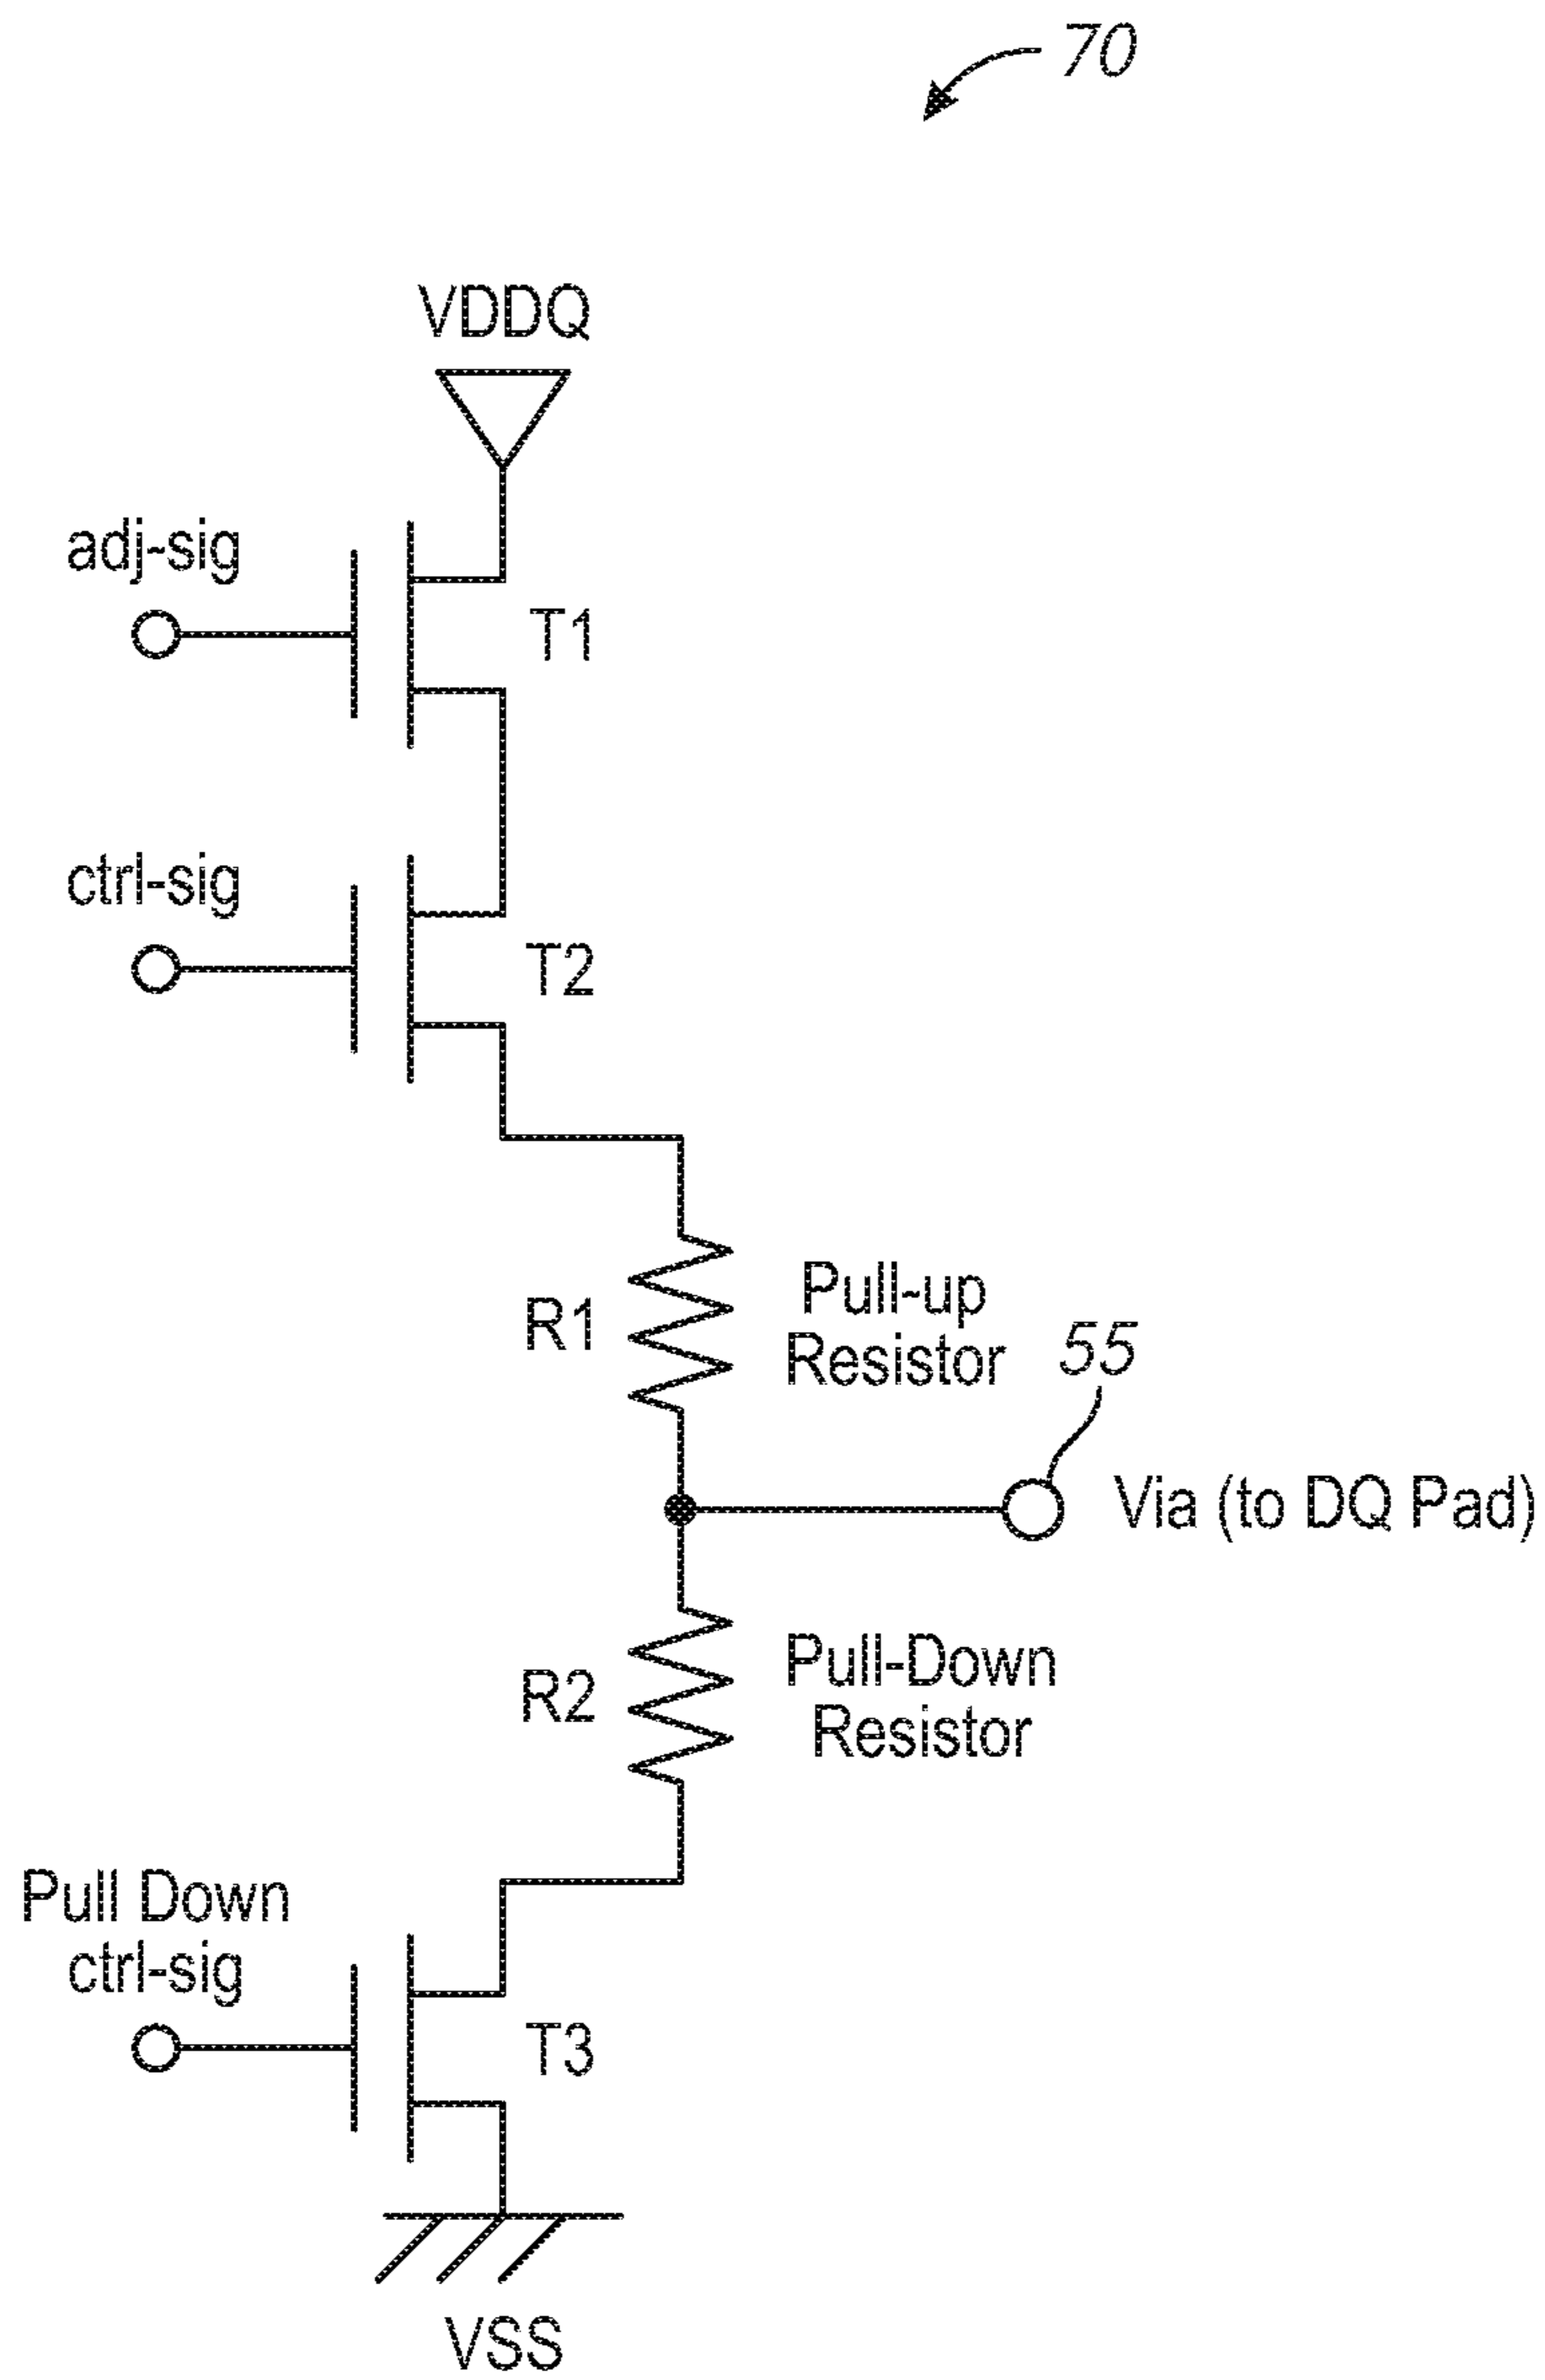 70
VDDQ
adj-sig
T1
ctrl-sig
T2
R1
Pull-up
Resistor
55
Via (to DQ Pad)
R2
Pull-Down
Resistor
Pull Down
ctrl-sig
T3
VSS